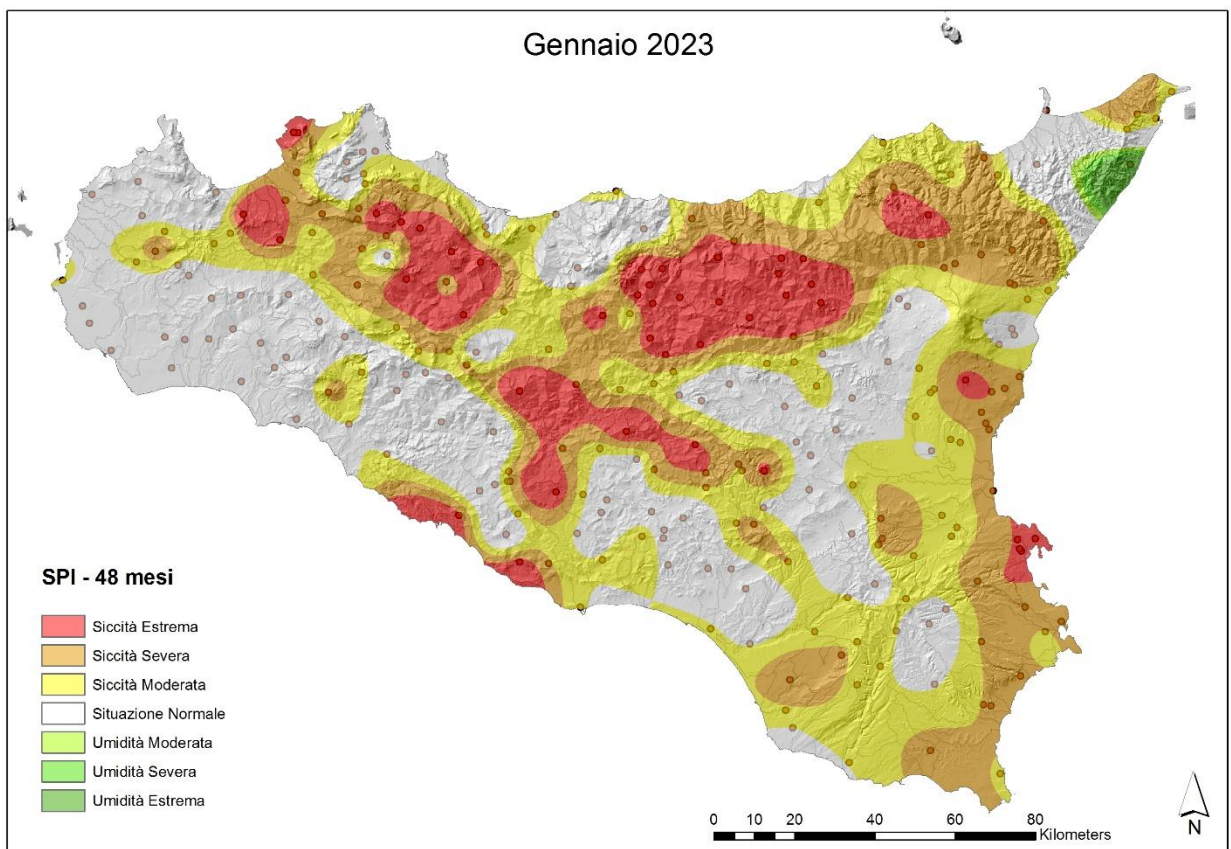 Gennaio 2023
SPI - 48 mesi
Siccità Estrema
Siccità Severa
Siccità Moderata
Situazione Normale
Umidità Moderata
Umidità Severa
Umidità Estrema
0 10 20 40 60 80
Kilometers
N